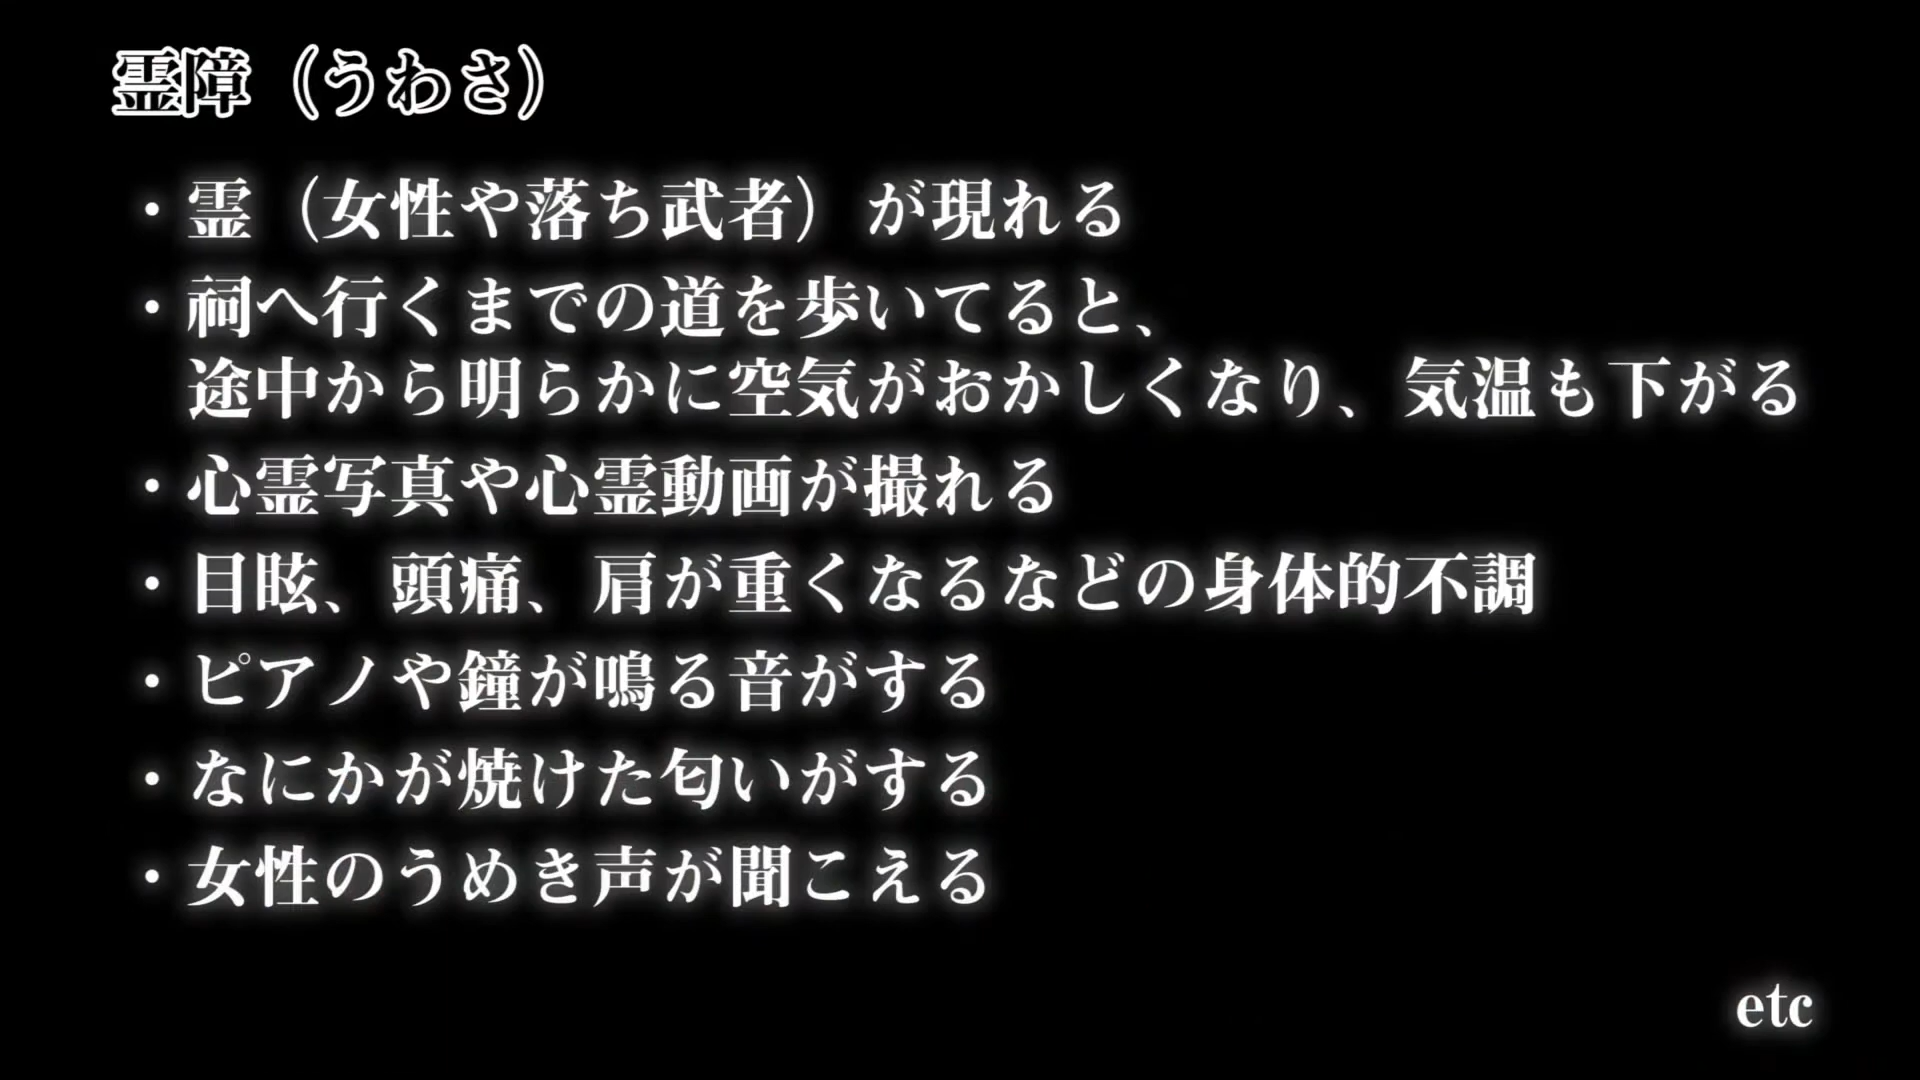 霊障（うわさ）
・霊（女性や落ち武者）が現れる
・祠へ行くまでの道を歩いてると、
途中から明らかに空気がおかしくなり、気温も下がる
・心霊写真や心霊動画が撮れる
・目眩、頭痛、肩が重くなるなどの身体的不調
・ピアノや鐘が鳴る音がする
・なにかが焼けた匂いがする
・女性のうめき声が聞こえる
etc